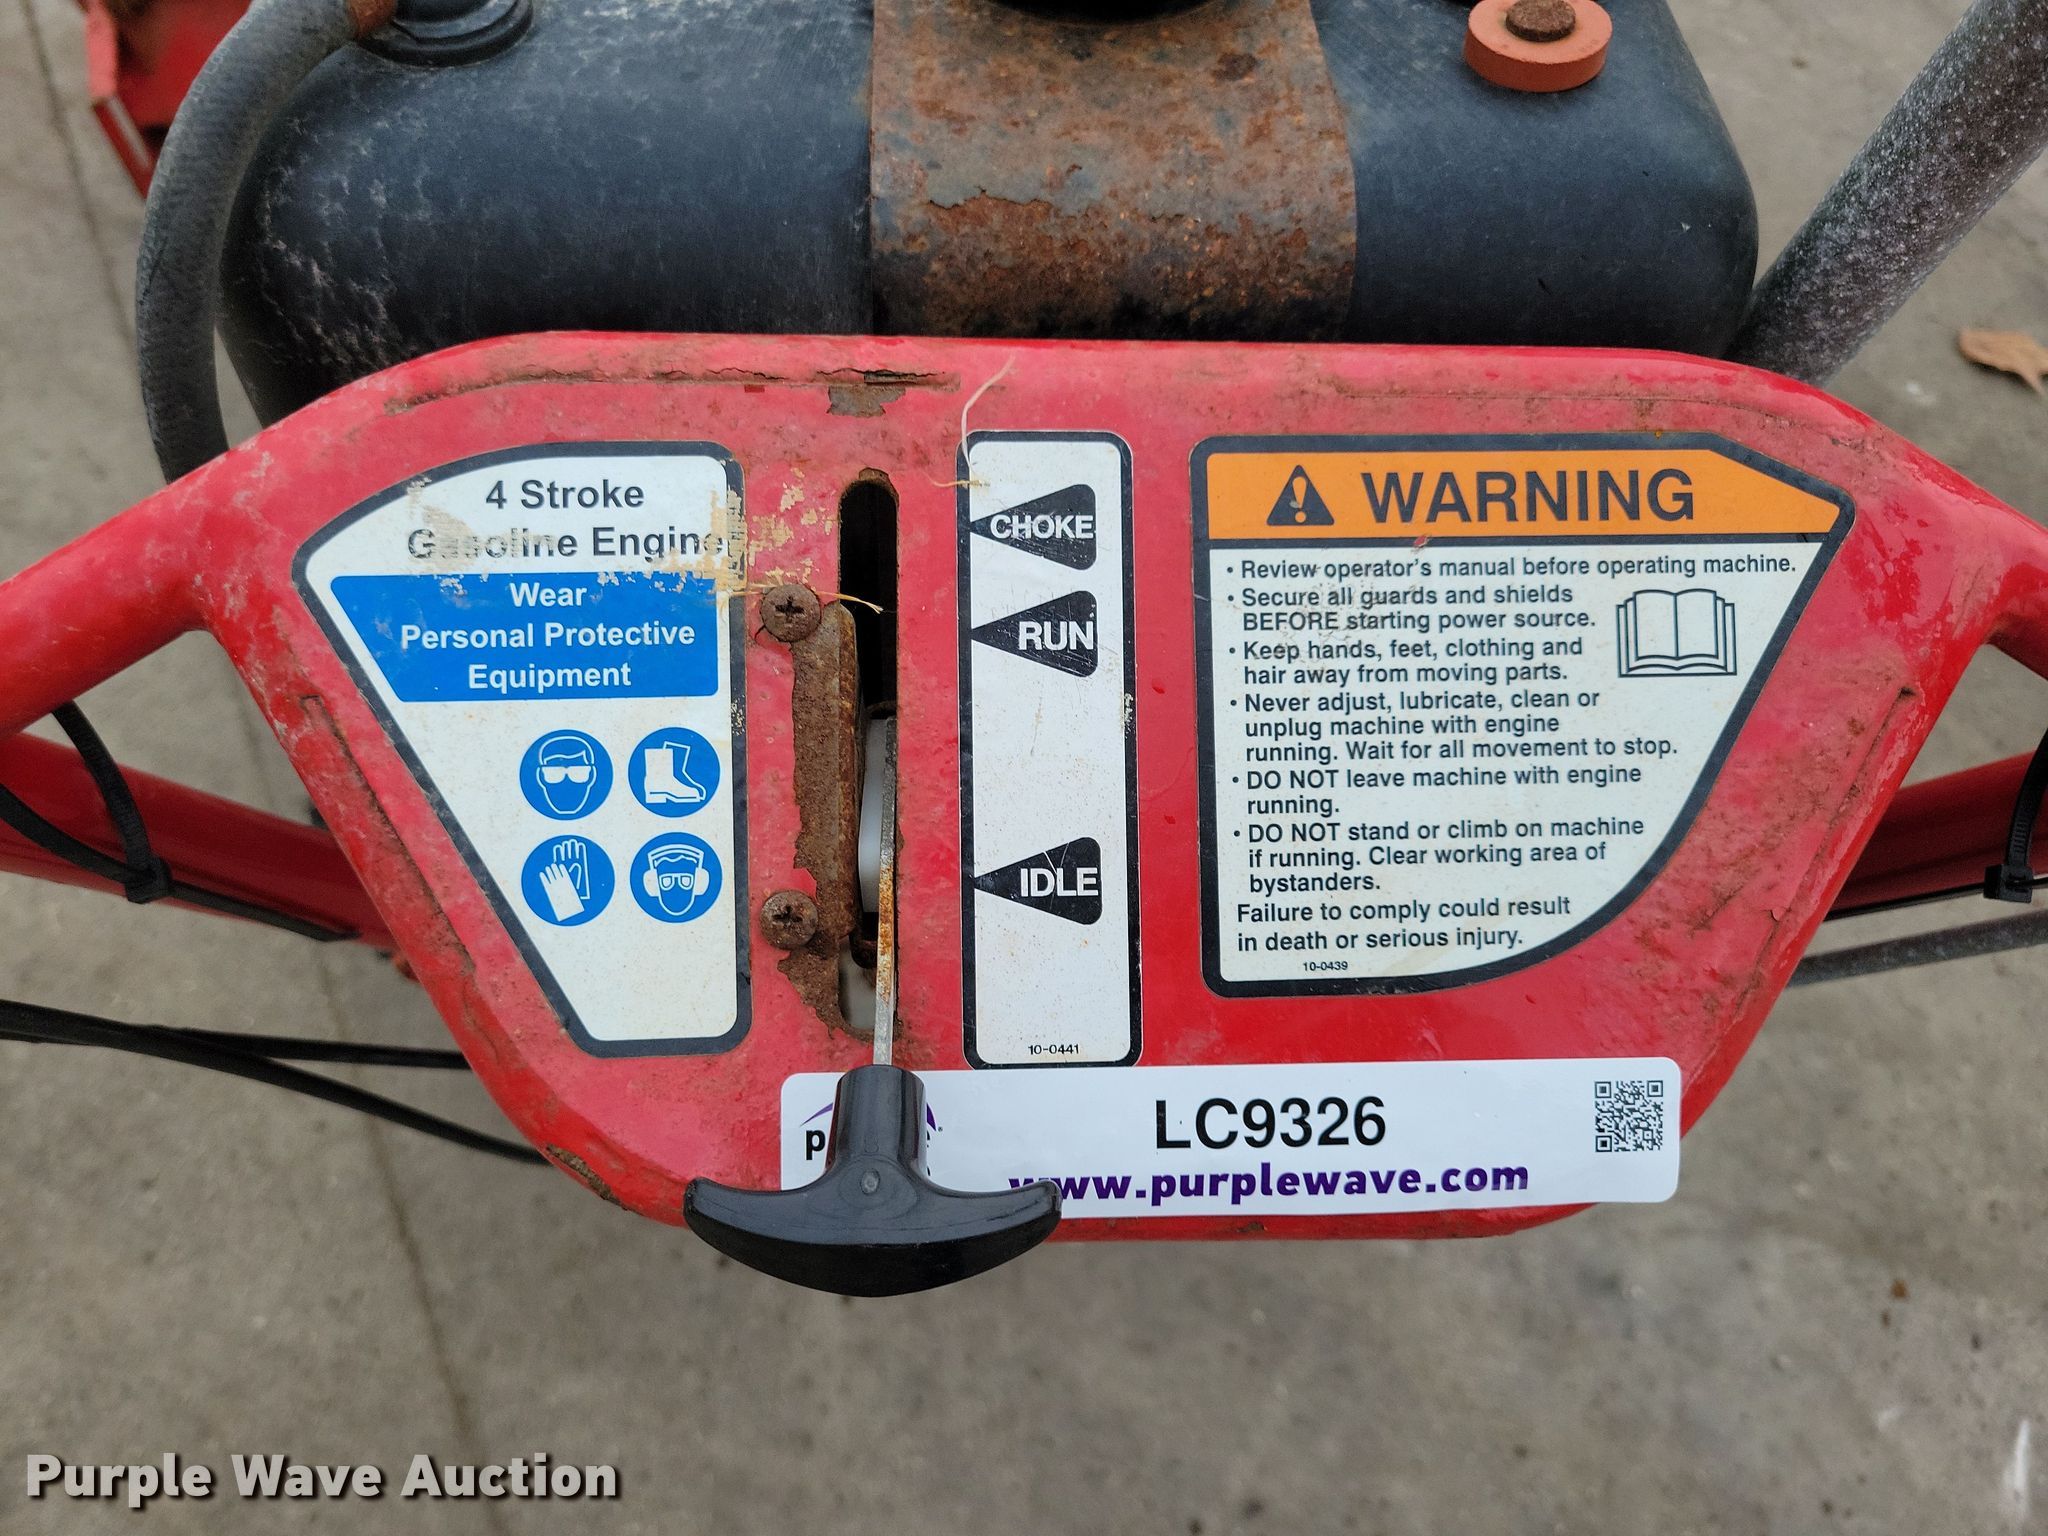 4 Stroke
Gasoline Engine
Wear
Personal Protective
Equipment
CHOKE
RUN
IDLE
10-0441
WARNING
• Review operator's manual before operating machine.
• Secure all guards and shields
BEFORE starting power source.
• Keep hands, feet, clothing and
hair away from moving parts.
• Never adjust, lubricate, clean or
unplug machine with engine
running. Wait for all movement to stop.
• DO NOT leave machine with engine
running.
• DO NOT stand or climb on machine
if running. Clear working area of
bystanders.
Failure to comply could result
in death or serious injury.
10-0439
LC9326
www.purplewave.com
Purple Wave Auction